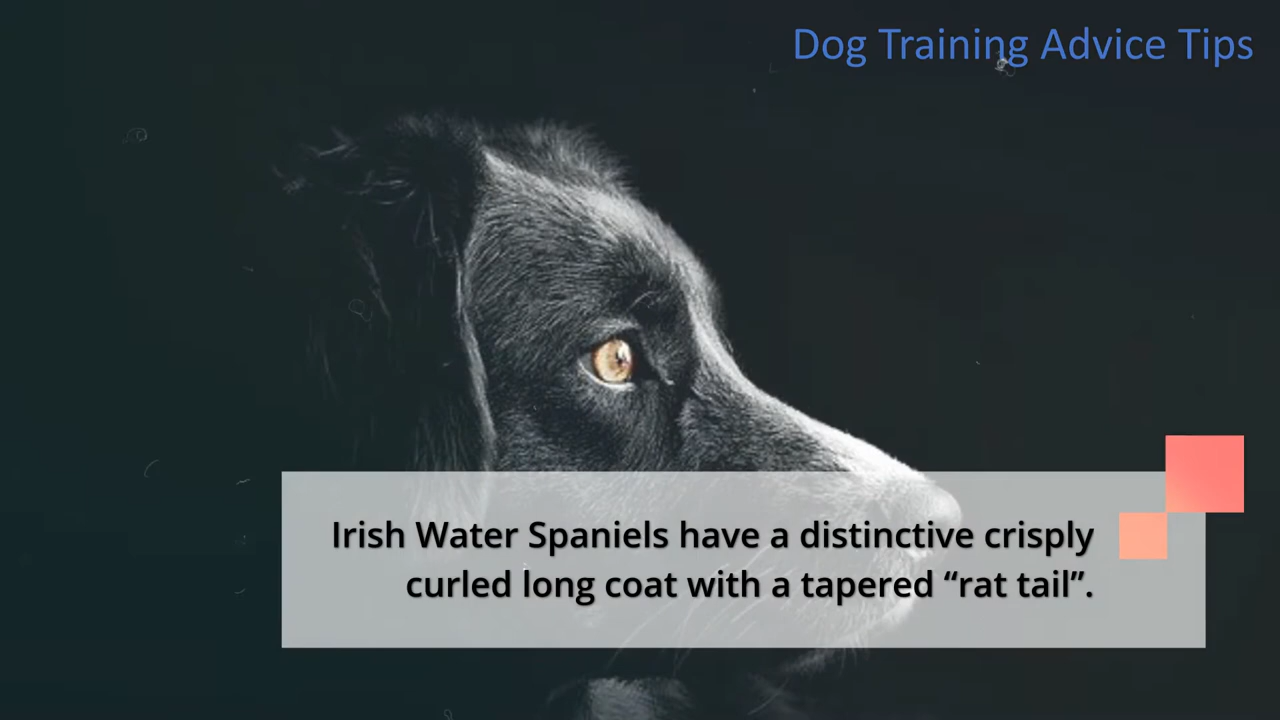 Dog Training Advice Tips
Irish Water Spaniels have a distinctive crisply
curled long coat with a tapered “rat tail”.